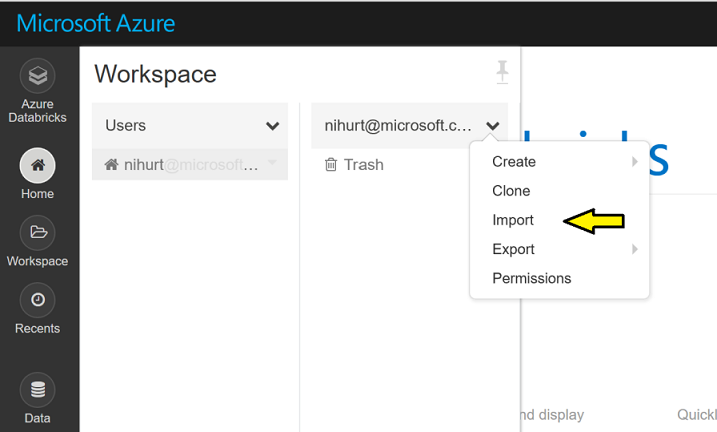 Microsoft Azure
Workspace
Azure
Databricks
Home
Workspace
Recents
Data
Users
nihurt@microsoft...
nihurt@microsoft.c...
Trash
Create
Clone
Import
Export
Permissions
nd display
Quickl